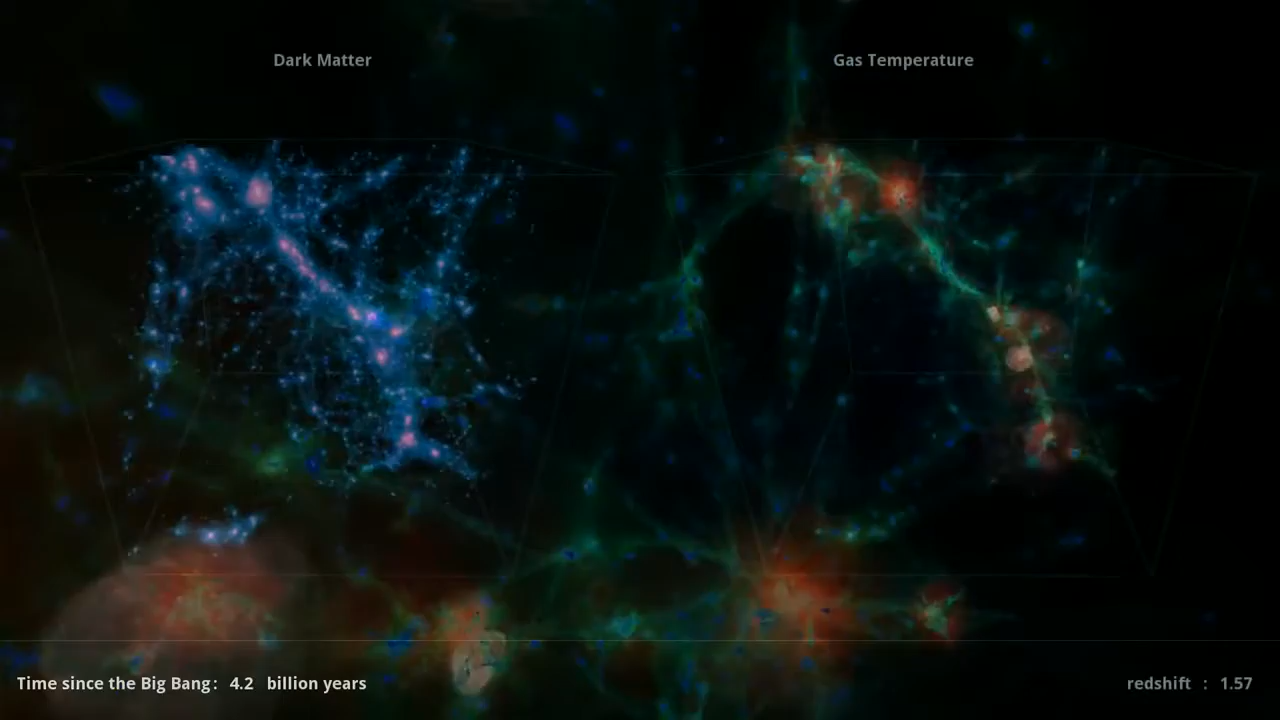 Dark Matter
Gas Temperature
Time since the Big Bang: 4.2 billion years
redshift : 1.57